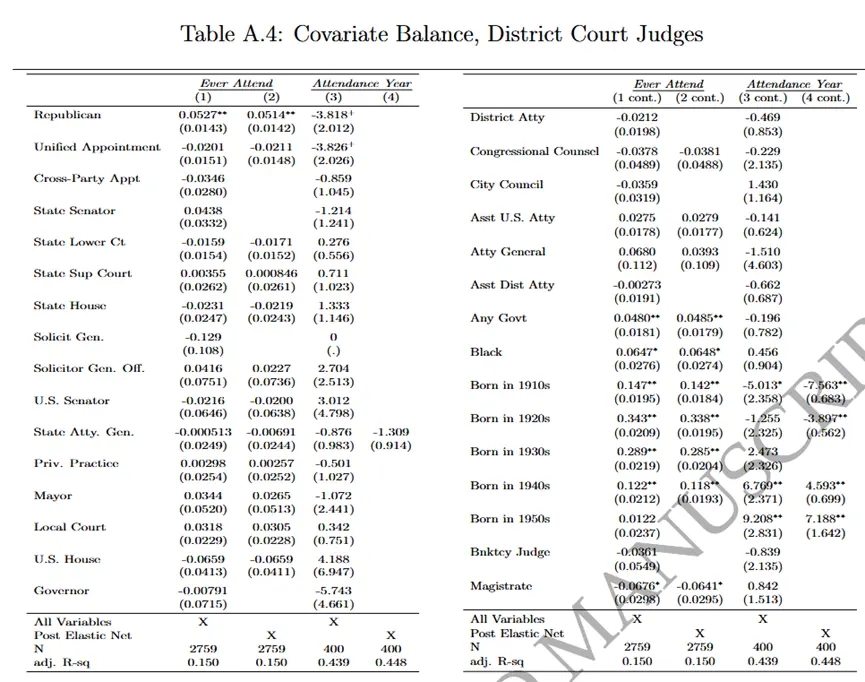 Table A.4: Covariate Balance, District Court Judges
Ever Attend Attendance Year
(1) (2) (3) (4)
Republican 0.0527** 0.0514** -3.818+
(0.0143) (0.0142) (2.012)
Unified Appointment -0.0201 -0.0211 -3.826+
(0.0151) (0.0148) (2.026)
Cross-Party Appt -0.0346 -0.859
(0.0280) (1.045)
State Senator 0.0438 -1.214
(0.0332) (1.241)
State Lower Ct -0.0159 -0.0171 0.276
(0.0154) (0.0152) (0.556)
State Sup Court 0.00355 0.000846 0.711
(0.0262) (0.0261) (1.023)
State House -0.0231 -0.0219 1.333
(0.0247) (0.0243) (1.146)
Solicit Gen. -0.129 0
(0.108) (.)
Solicitor Gen. Off. 0.0416 0.0227 2.704
(0.0751) (0.0736) (2.513)
U.S. Senator -0.0216 -0.0200 3.012
(0.0646) (0.0638) (4.798)
State Atty. Gen. -0.000513 -0.00691 -0.876 -1.309
(0.0249) (0.0244) (0.983) (0.914)
Priv. Practice 0.00298 0.00257 -0.501
(0.0254) (0.0252) (1.027)
Mayor 0.0344 0.0265 -1.072
(0.0520) (0.0513) (2.441)
Local Court 0.0318 0.0305 0.342
(0.0229) (0.0228) (0.751)
U.S. House -0.0659 -0.0659 4.188
(0.0413) (0.0411) (6.947)
Governor -0.00791 -5.743
(0.0715) (4.661)
All Variables X X
Post Elastic Net X X
N 2759 2759 400 400
adj. R-sq 0.150 0.150 0.439 0.448
Ever Attend Attendance Year
(1 cont.) (2 cont.) (3 cont.) (4 cont.)
District Atty -0.0212 -0.469
(0.0198) (0.853)
Congressional Counsel -0.0378 -0.0381 -0.229
(0.0489) (0.0488) (2.135)
City Council -0.0359 1.430
(0.0319) (1.164)
Asst U.S. Atty 0.0275 0.0279 -0.141
(0.0178) (0.0177) (0.624)
Atty General 0.0680 0.0393 -1.510
(0.112) (0.109) (4.603)
Asst Dist Atty -0.00273 -0.662
(0.0191) (0.687)
Any Govt 0.0480** 0.0485** -0.196
(0.0181) (0.0179) (0.782)
Black 0.0647* 0.0648* 0.456
(0.0276) (0.0274) (0.904)
Born in 1910s 0.147** 0.142** -5.013* -7.563**
(0.0195) (0.0184) (2.358) (0.683)
Born in 1920s 0.343** 0.338** -1.255 -3.897**
(0.0209) (0.0195) (2.325) (0.562)
Born in 1930s 0.289** 0.285** 2.473
(0.0219) (0.0204) (2.326)
Born in 1940s 0.122** 0.118** 6.769** 4.593**
(0.0212) (0.0193) (2.371) (0.699)
Born in 1950s 0.0122 9.208** 7.188**
(0.0237) (2.831) (1.642)
Bnktcy Judge -0.0361 -0.839
(0.0549) (2.135)
Magistrate -0.0676* -0.0641* 0.842
(0.0298) (0.0295) (1.513)
All Variables X X
Post Elastic Net X X
N 2759 2759 400 400
adj. R-sq 0.150 0.150 0.439 0.448
MANUSCRIPT